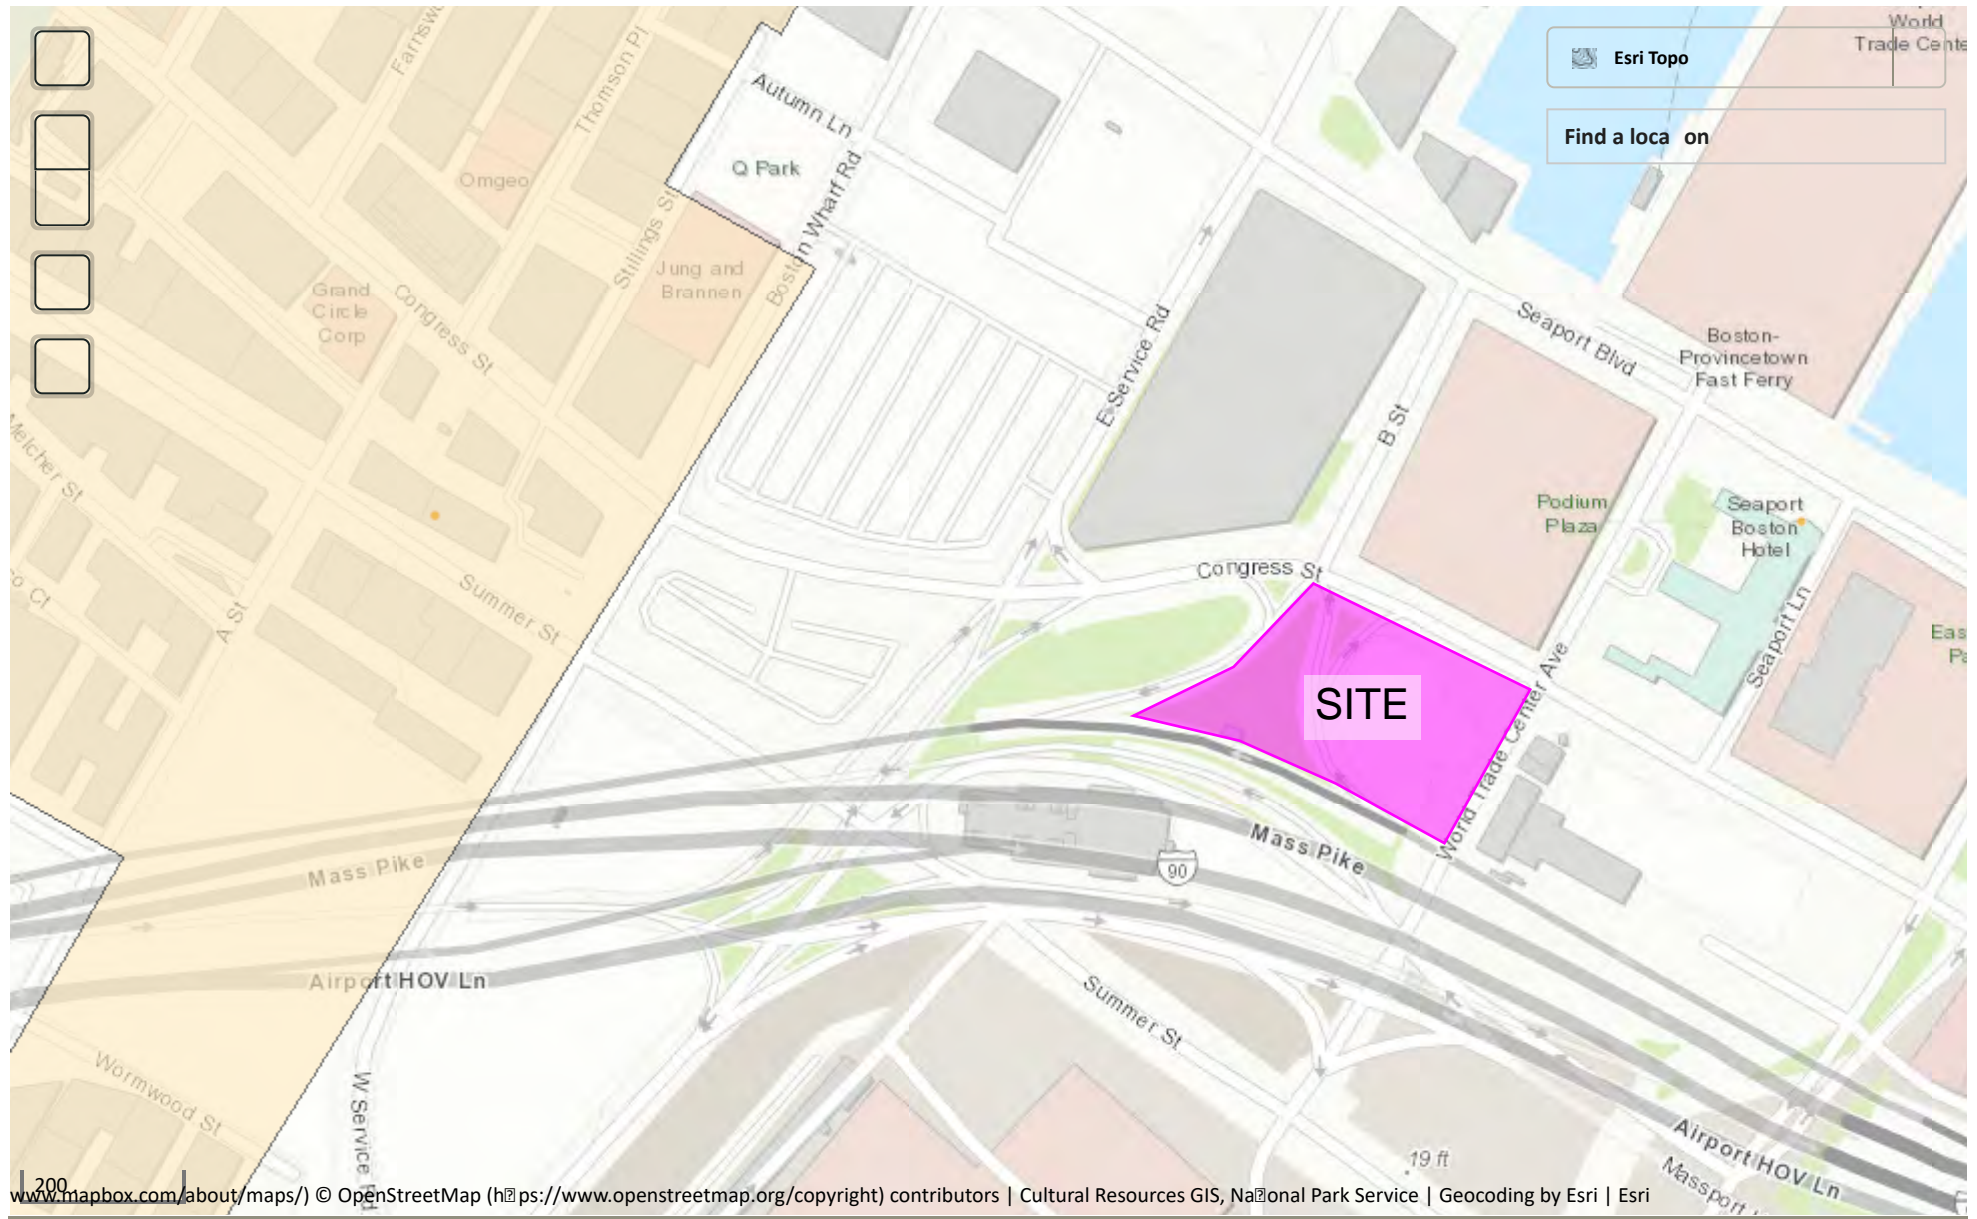 Farnsw
Thomson Pl
World
Trade Cente
Esri Topo
Find a loca on
Autumn Ln
Q Park
Omgeo
Boston Wharf Rd
Stillings St
Jung and
Brannen
Grand
Circle
Corp
Congress St
E Service Rd
Seaport Blvd
Boston-
Provincetown
Fast Ferry
B St
Melcher St
Podium
Plaza
Seaport
Boston
Hotel
Congress St
Summer St
co Ct
A St
Seaport Ln
Eas
Pa
SITE
World Trade Center Ave
Mass Pike
Mass Pike
90
Airport HOV Ln
Summer St
Wormwood St
W Service Rd
19 ft
Airport HOV Ln
Massport
200
www.mapbox.com/about/maps/) © OpenStreetMap (h ps://www.openstreetmap.org/copyright) contributors | Cultural Resources GIS, Na onal Park Service | Geocoding by Esri | Esri